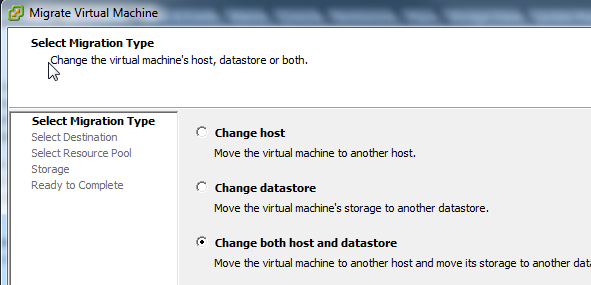 Migrate Virtual Machine
Select Migration Type
Change the virtual machine's host, datastore or both.
Select Migration Type
Select Destination
Select Resource Pool
Storage
Ready to Complete
Change host
Move the virtual machine to another host.
Change datastore
Move the virtual machine's storage to another datastore.
Change both host and datastore
Move the virtual machine to another host and move its storage to another